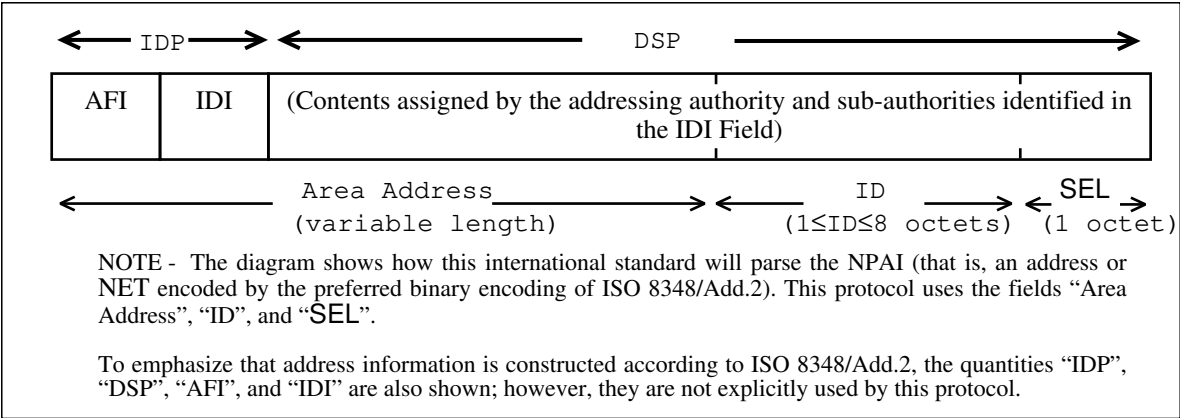 IDP DSP
AFI IDI (Contents assigned by the addressing authority and sub-authorities identified in
the IDI Field)
Area Address ID SEL
(variable length) (1≤ID≤8 octets) (1 octet)
NOTE - The diagram shows how this international standard will parse the NPAI (that is, an address or
NET encoded by the preferred binary encoding of ISO 8348/Add.2). This protocol uses the fields “Area
Address”, “ID”, and “SEL”.
To emphasize that address information is constructed according to ISO 8348/Add.2, the quantities “IDP”,
“DSP”, “AFI”, and “IDI” are also shown; however, they are not explicitly used by this protocol.